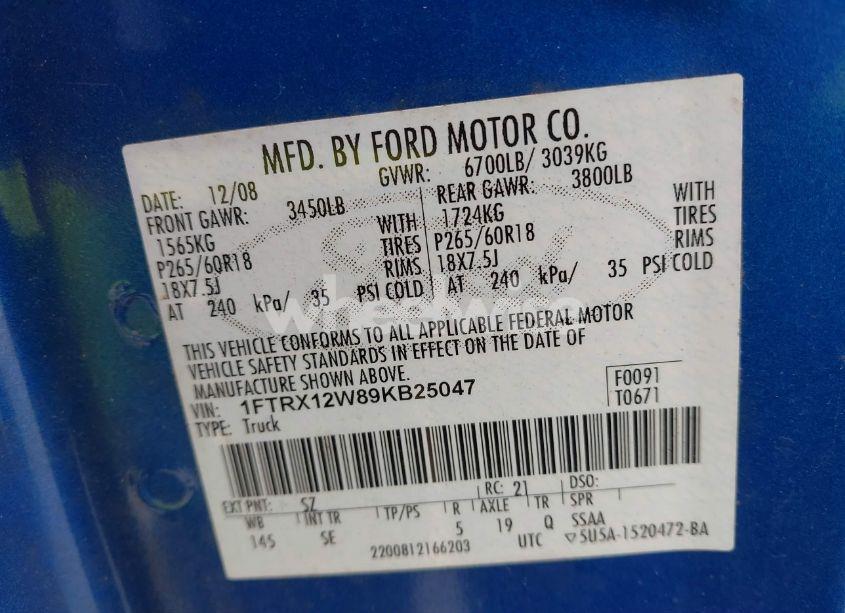 MFD. BY FORD MOTOR CO.
DATE: 12/08 GVWR: 6700LB/ 3039KG
FRONT GAWR: 3450LB REAR GAWR: 3800LB
1565KG WITH 1724KG WITH
P265/60R18 TIRES P265/60R18 TIRES
18X7.5J RIMS 18X7.5J RIMS
AT 240 kPa/ 35 PSI COLD AT 240 kPa/ 35 PSI COLD
THIS VEHICLE CONFORMS TO ALL APPLICABLE FEDERAL MOTOR
VEHICLE SAFETY STANDARDS IN EFFECT ON THE DATE OF
MANUFACTURE SHOWN ABOVE.
VIN: 1FTRX12W89KB25047 F0091
TYPE: Truck T0671
EXT PNT: SZ RC: 21 DSO:
WB INT TR TP/PS R AXLE TR SPR
145 SE 5 19 Q SSAA
2200812166203 UTC ▽5U5A-1520472-BA